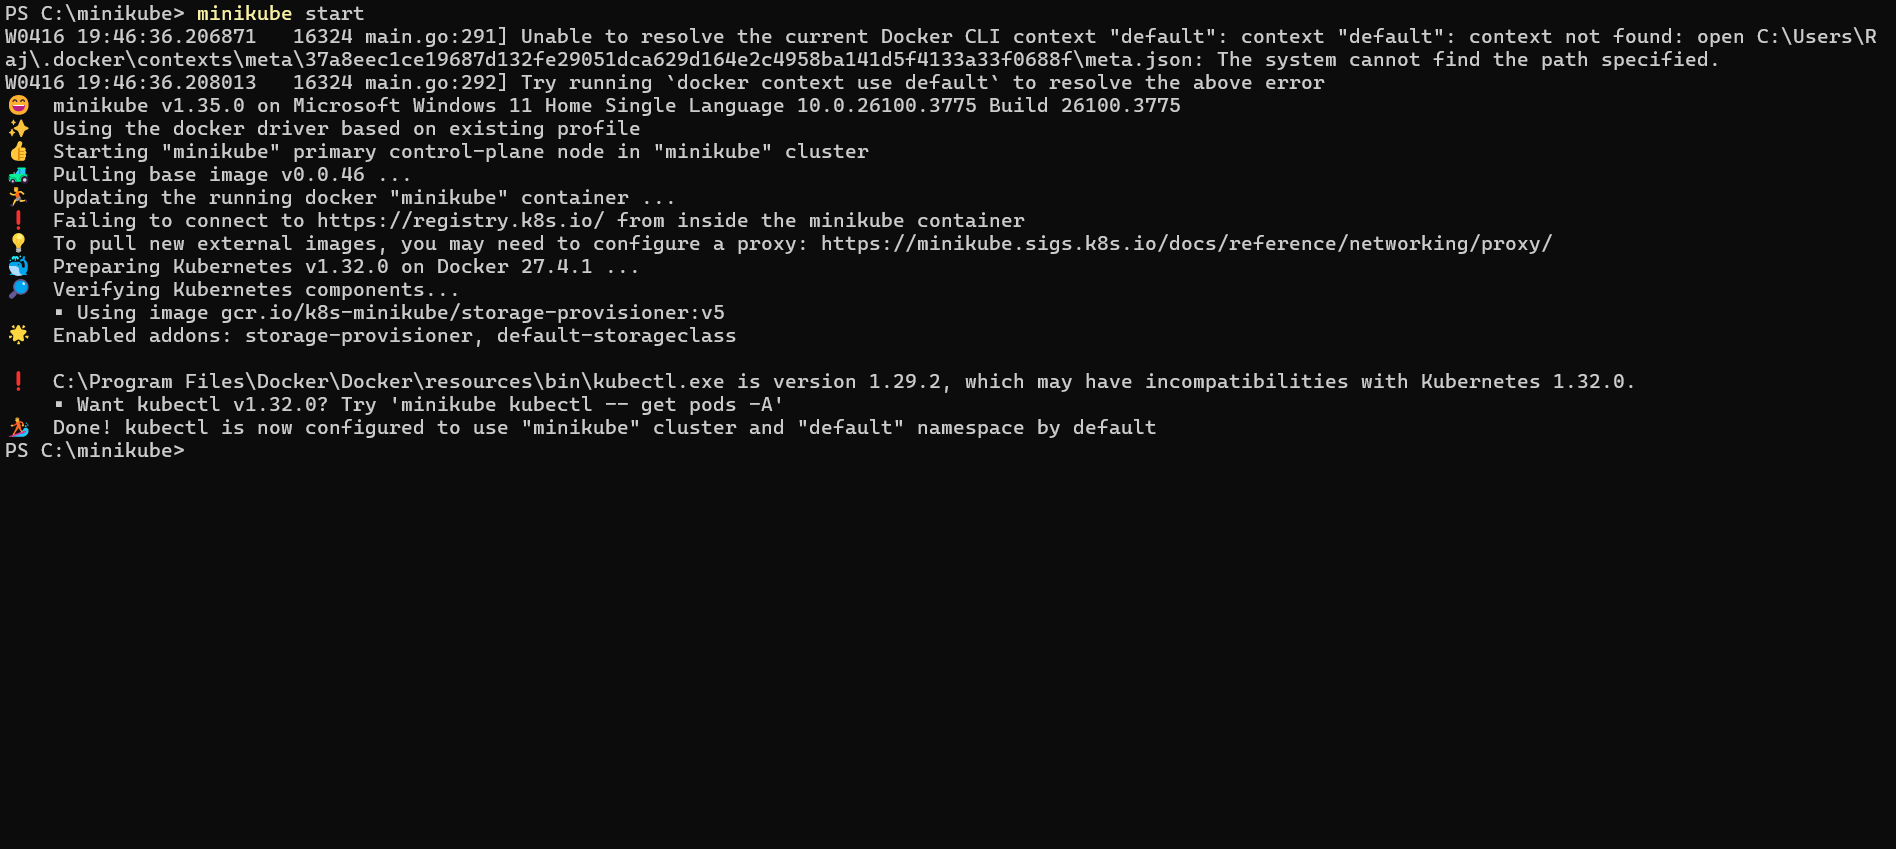 PS C:\minikube> minikube start
W0416 19:46:36.206871   16324 main.go:291] Unable to resolve the current Docker CLI context "default": context "default": context not found: open C:\Users\R
aj\.docker\contexts\meta\37a8eec1ce19687d132fe29051dca629d164e2c4958ba141d5f4133a33f0688f\meta.json: The system cannot find the path specified.
W0416 19:46:36.208013   16324 main.go:292] Try running `docker context use default` to resolve the above error
😄  minikube v1.35.0 on Microsoft Windows 11 Home Single Language 10.0.26100.3775 Build 26100.3775
✨  Using the docker driver based on existing profile
👍  Starting "minikube" primary control-plane node in "minikube" cluster
🚜  Pulling base image v0.0.46 ...
🏃  Updating the running docker "minikube" container ...
❗  Failing to connect to https://registry.k8s.io/ from inside the minikube container
💡  To pull new external images, you may need to configure a proxy: https://minikube.sigs.k8s.io/docs/reference/networking/proxy/
🐳  Preparing Kubernetes v1.32.0 on Docker 27.4.1 ...
🔎  Verifying Kubernetes components...
    ▪ Using image gcr.io/k8s-minikube/storage-provisioner:v5
🌟  Enabled addons: storage-provisioner, default-storageclass
❗  C:\Program Files\Docker\Docker\resources\bin\kubectl.exe is version 1.29.2, which may have incompatibilities with Kubernetes 1.32.0.
    ▪ Want kubectl v1.32.0? Try 'minikube kubectl -- get pods -A'
🏄  Done! kubectl is now configured to use "minikube" cluster and "default" namespace by default
PS C:\minikube>